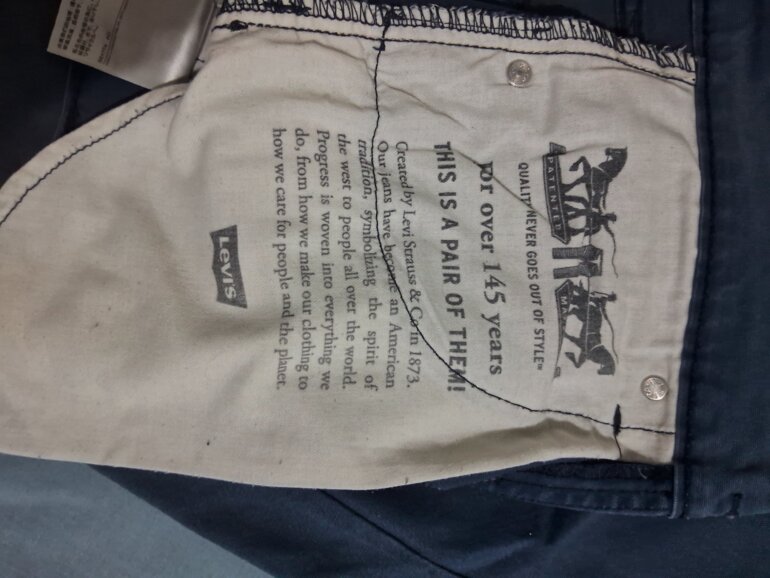 PATENTED
QUALITY NEVER GOES OUT OF STYLE™
for over 145 years
THIS IS A PAIR OF THEM!
Created by Levi Strauss & Co in 1873.
Our jeans have become an American
tradition, symbolizing the spirit of
the west to people all over the world.
Progress is woven into everything we
do, from how we make our clothing to
how we care for people and the planet.
Levi's